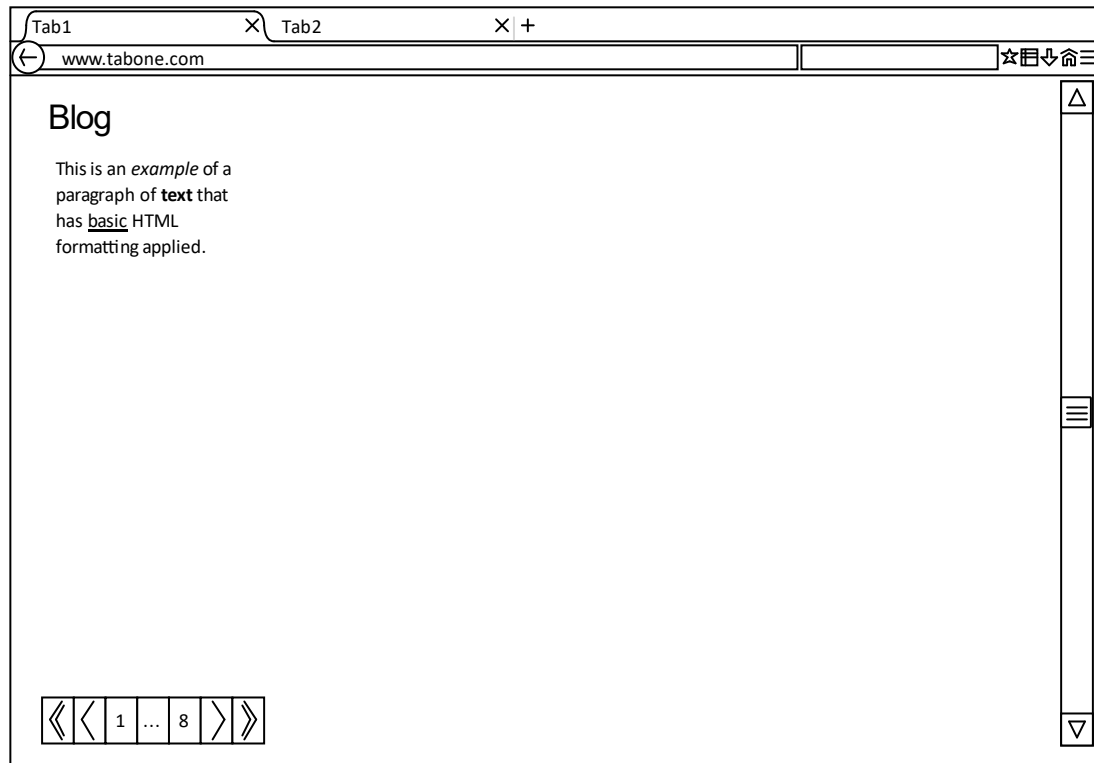 Tab1 Tab2
www.tabone.com
Blog
This is an example of a
paragraph of text that
has basic HTML
formatting applied.
1 ... 8